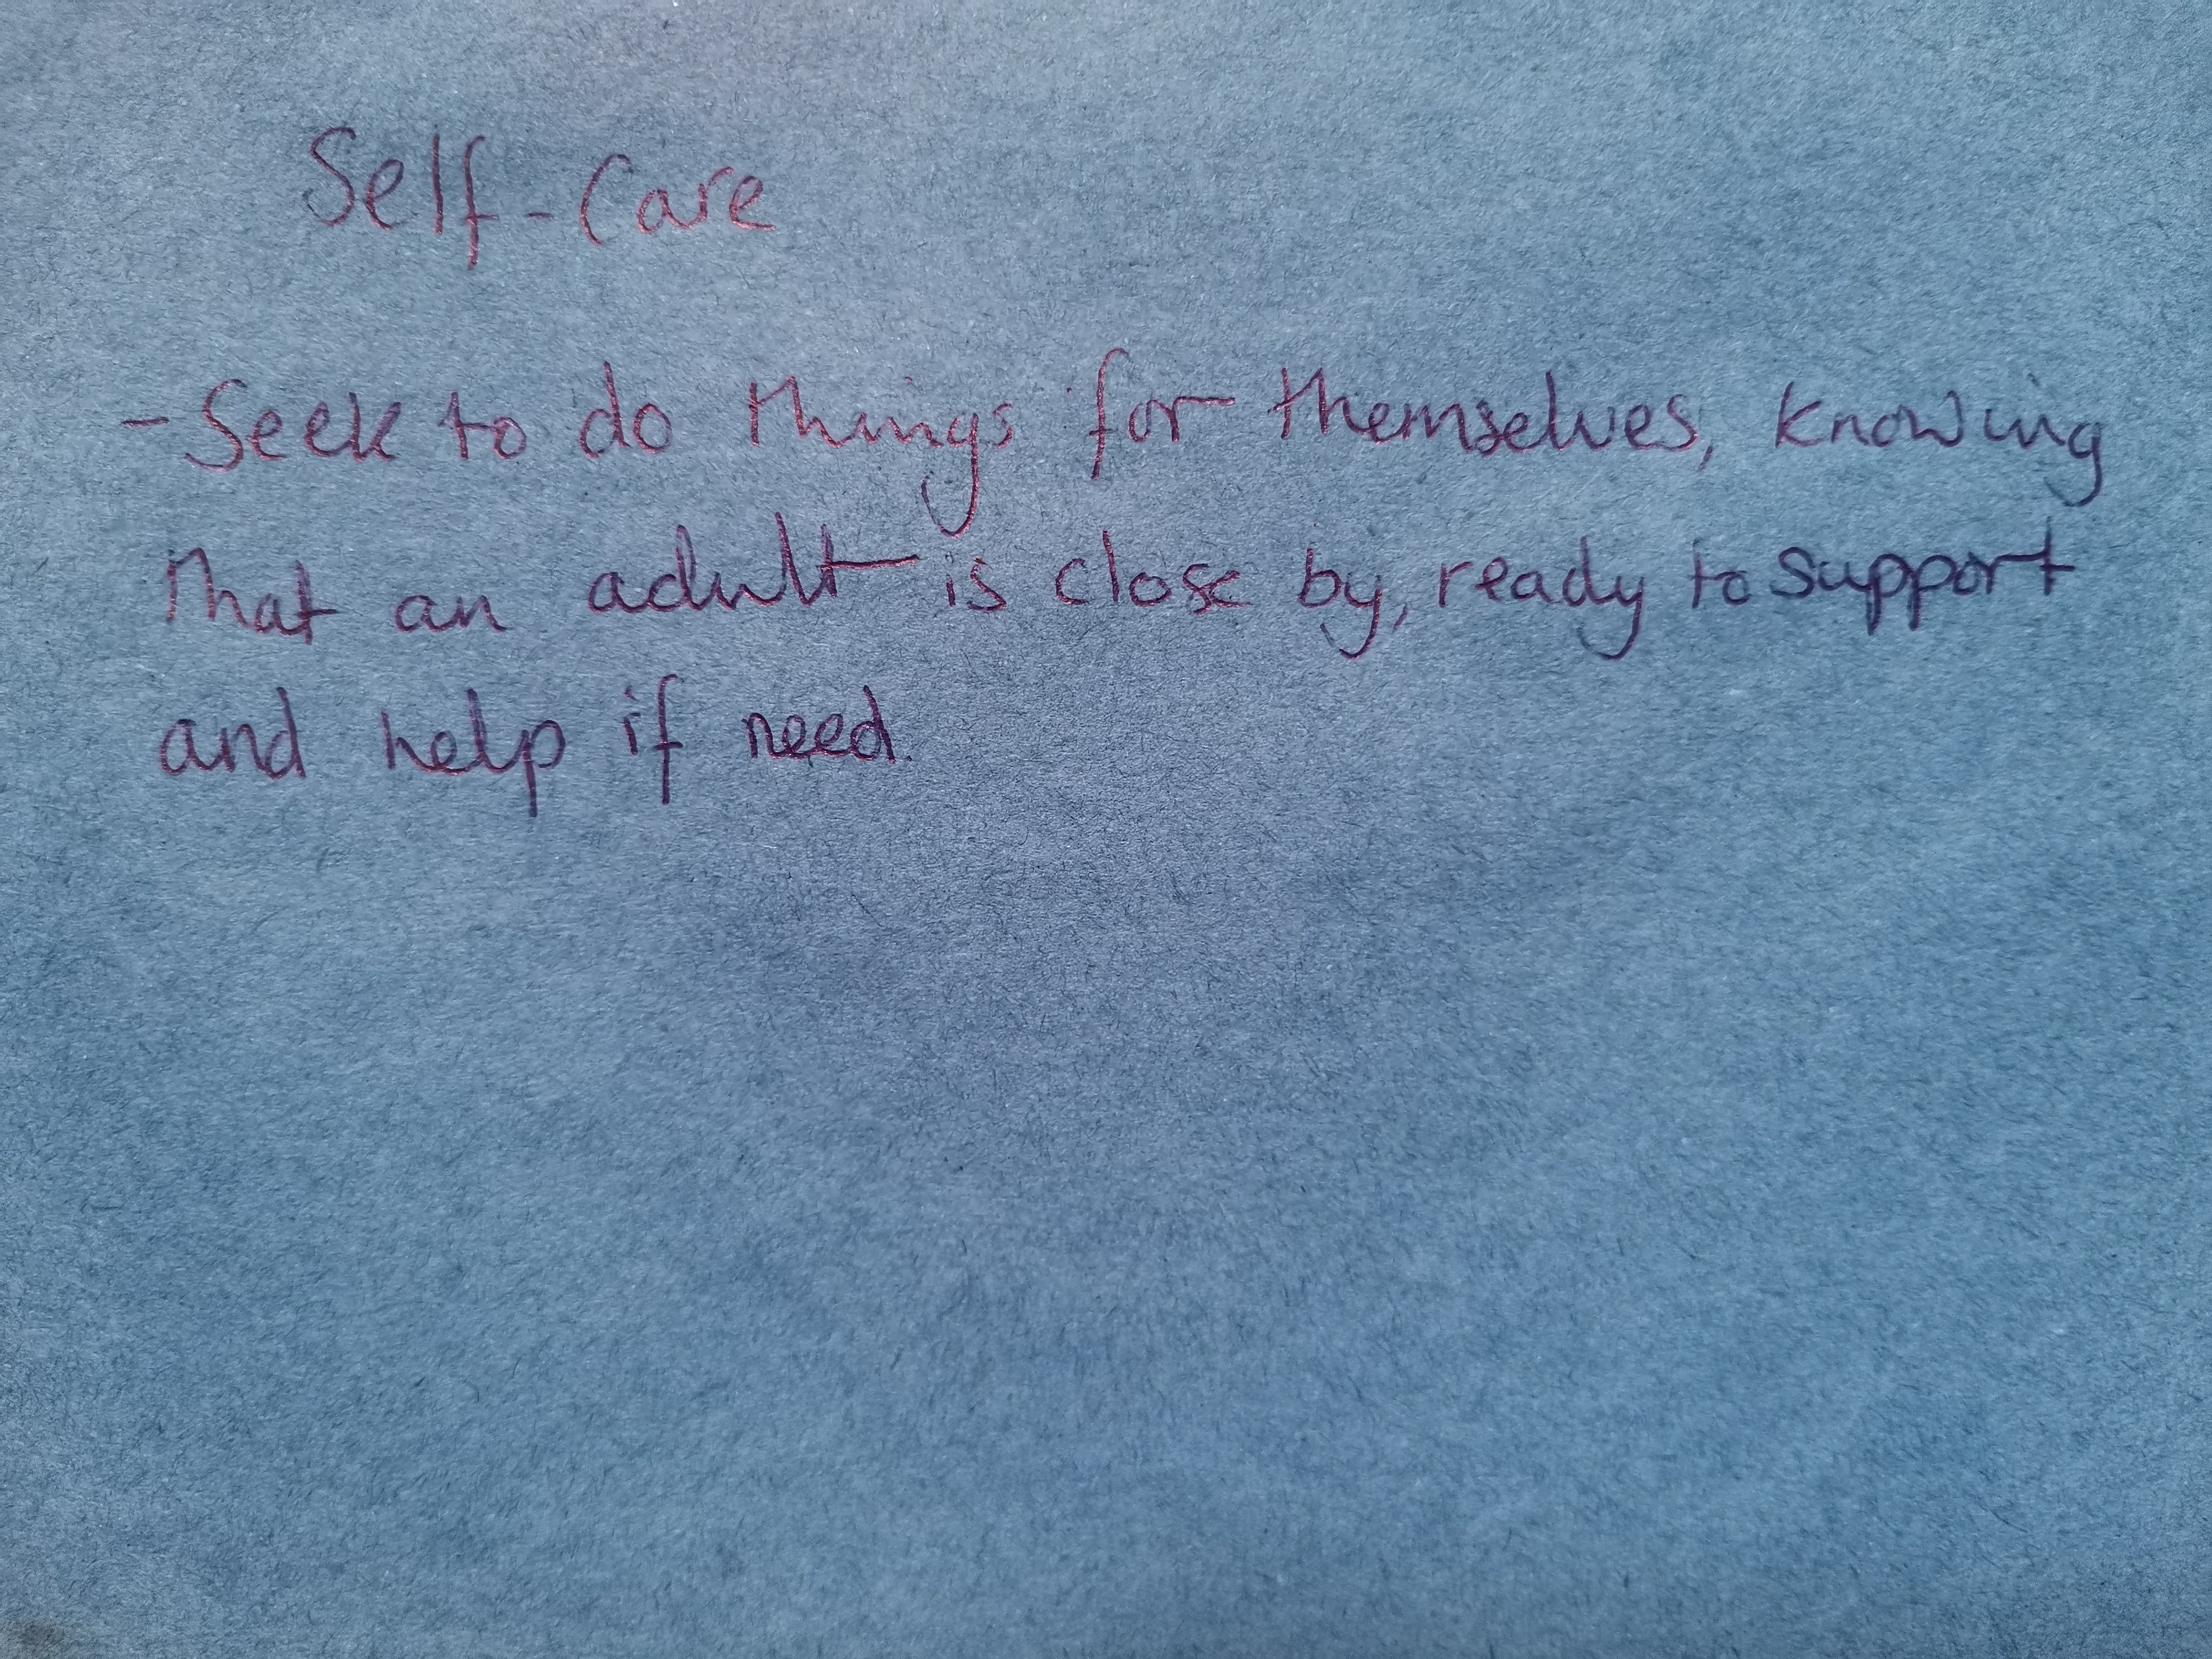 Self-Care
- Seek to do things for themselves, knowing
that an adult is close by, ready to support
and help if need.